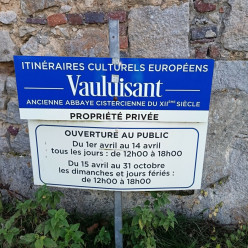 ITINÉRAIRES CULTURELS EUROPÉENS
Vauluisant
ANCIENNE ABBAYE CISTERCIENNE DU XIIÈME SIÈCLE
PROPRIÉTÉ PRIVÉE
OUVERTURE AU PUBLIC
Du 1er avril au 14 avril
tous les jours : de 12h00 à 18h00
Du 15 avril au 31 octobre
les dimanches et jours fériés :
de 12h00 à 18h00